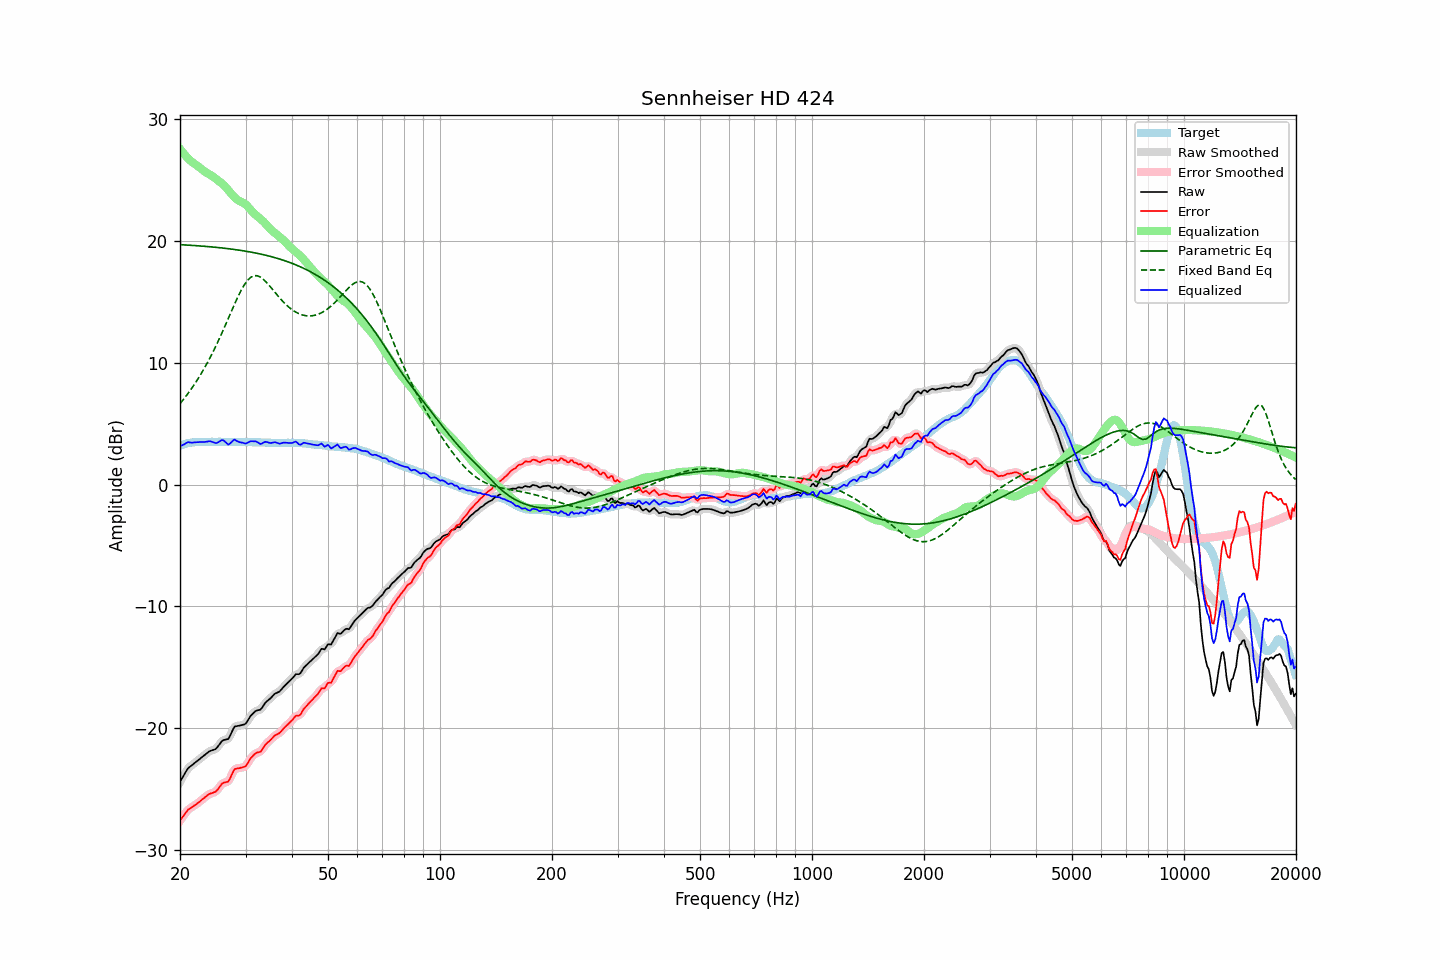 Sennheiser HD 424
Amplitude (dBr)
30
20
10
0
−10
−20
−30
Target
Raw Smoothed
Error Smoothed
Raw
Error
Equalization
Parametric Eq
Fixed Band Eq
Equalized
20
50
100
200
500
1000
2000
5000
10000
20000
Frequency (Hz)